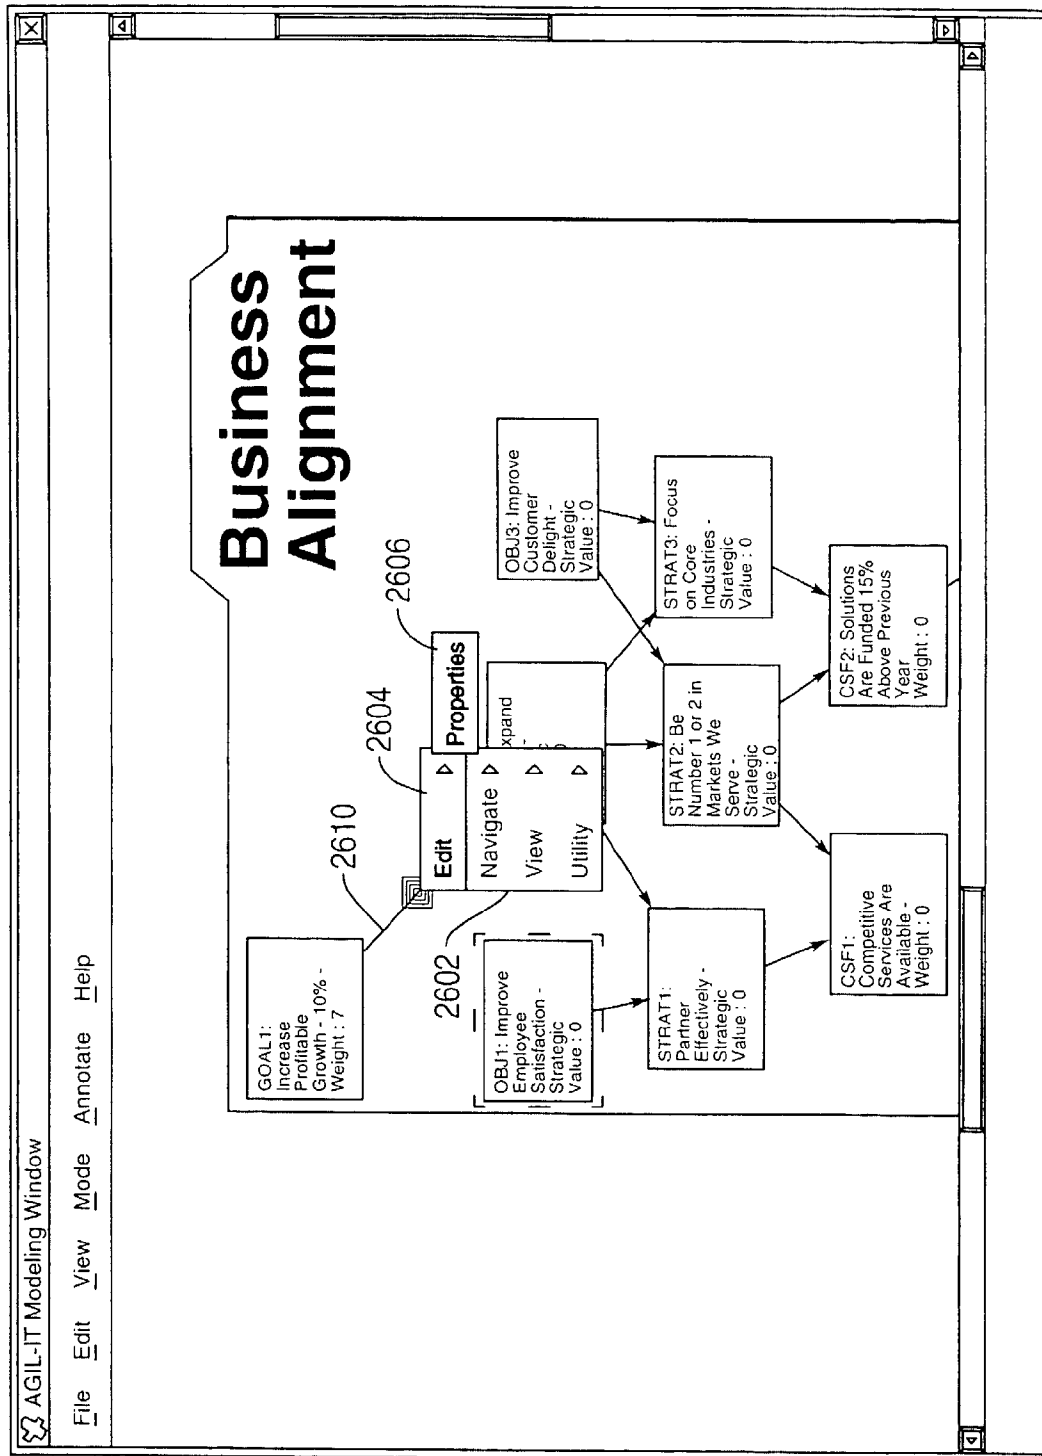 AGIL-IT Modeling Window
File Edit View Mode Annotate Help
Business
Alignment
GOAL1:
Increase
Profitable
Growth - 10% -
Weight : 7
2610
2604
2606
Edit
Properties
Navigate
View
Utility
2602
OBJ1: Improve
Employee
Satisfaction -
Strategic
Value : 0
xpand
-
OBJ3: Improve
Customer
Delight -
Strategic
Value : 0
STRAT1:
Partner
Effectively -
Strategic
Value : 0
STRAT2: Be
Number 1 or 2 in
Markets We
Serve -
Strategic
Value : 0
STRAT3: Focus
on Core
Industries -
Strategic
Value : 0
CSF1:
Competitive
Services Are
Available -
Weight : 0
CSF2: Solutions
Are Funded 15%
Above Previous
Year
Weight : 0